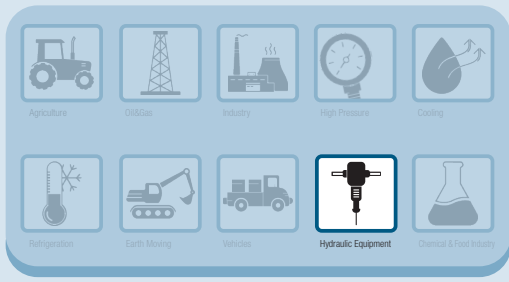 Agriculture
Oil&Gas
Industry
High Pressure
Cooling
Refrigeration
Earth Moving
Vehicles
Hydraulic Equipment
Chemical & Food Industry